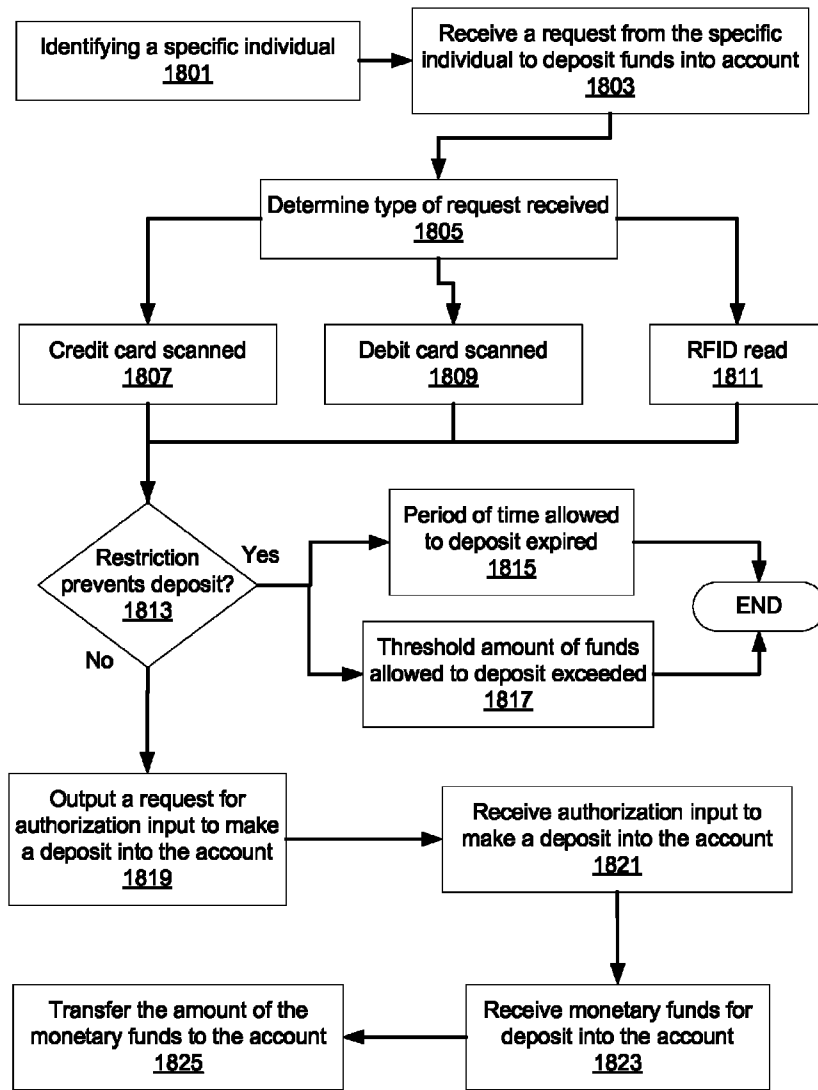 Identifying a specific individual
1801
Receive a request from the specific
individual to deposit funds into account
1803
Determine type of request received
1805
Credit card scanned
1807
Debit card scanned
1809
RFID read
1811
Restriction
prevents deposit?
1813
Yes
No
Period of time allowed
to deposit expired
1815
Threshold amount of funds
allowed to deposit exceeded
1817
END
Output a request for
authorization input to make
a deposit into the account
1819
Receive authorization input to
make a deposit into the account
1821
Receive monetary funds for
deposit into the account
1823
Transfer the amount of the
monetary funds to the account
1825